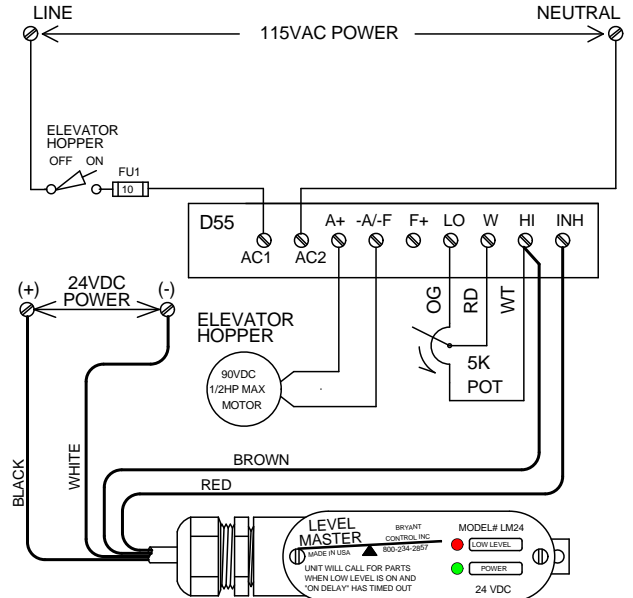 LINE
NEUTRAL
115VAC POWER
ELEVATOR
HOPPER
OFF ON
FU1
10
D55
A+ -A/-F F+ LO W HI INH
AC1 AC2
(+) 24VDC (-)
POWER
ELEVATOR
HOPPER
90VDC
1/2HP MAX
MOTOR
OG
RD
WT
5K
POT
BLACK
WHITE
BROWN
RED
LEVEL
MASTER
MADE IN USA
BRYANT
CONTROL INC
800-234-2857
UNIT WILL CALL FOR PARTS
WHEN LOW LEVEL IS ON AND
"ON DELAY" HAS TIMED OUT
MODEL# LM24
LOW LEVEL
POWER
24 VDC